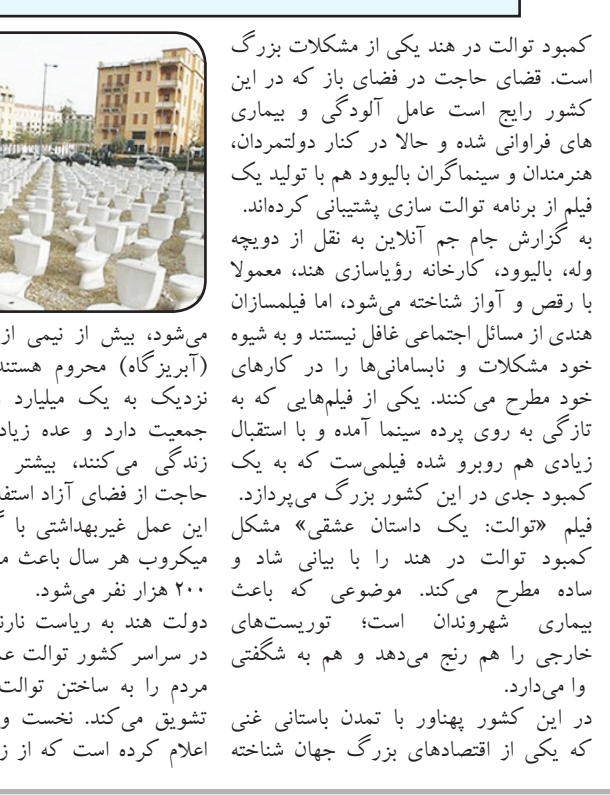 کمبود توالت در هند یکی از مشکلات بزرگ
است. قضای حاجت در فضای باز که در این
کشور رایج است عامل آلودگی و بیماری
های فراوانی شده و حالا در کنار دولتمردان،
هنرمندان و سینماگران بالیوود هم با تولید یک
فیلم از برنامه توالت سازی پشتیبانی کرده‌اند.
به گزارش جام جم آنلاین به نقل از دویچه
وله، بالیوود، کارخانه رؤیاسازی هند، معمولا
با رقص و آواز شناخته می‌شود، اما فیلمسازان
هندی از مسائل اجتماعی غافل نیستند و به شیوه
خود مشکلات و نابسامانی‌ها را در کارهای
خود مطرح می‌کنند. یکی از فیلم‌هایی که به
تازگی به روی پرده سینما آمده و با استقبال
زیادی هم روبرو شده فیلمی‌ست که به یک
کمبود جدی در این کشور بزرگ می‌پردازد.
فیلم «توالت: یک داستان عشقی» مشکل
کمبود توالت در هند را با بیانی شاد و
ساده مطرح می‌کند. موضوعی که باعث
بیماری شهروندان است؛ توریست‌های
خارجی را هم رنج می‌دهد و هم به شگفتی
وا می‌دارد.
در این کشور پهناور با تمدن باستانی غنی
که یکی از اقتصادهای بزرگ جهان شناخته
می‌شود، بیش از نیمی از
(آبریزگاه) محروم هستند
نزدیک به یک میلیارد
جمعیت دارد و عده زیاد
زندگی می‌کنند، بیشتر
حاجت از فضای آزاد استف
این عمل غیربهداشتی با
میکروب هر سال باعث
۲۰۰ هزار نفر می‌شود.
دولت هند به ریاست نارن
در سراسر کشور توالت
مردم را به ساختن توالت
تشویق می‌کند. نخست و
اعلام کرده است که از